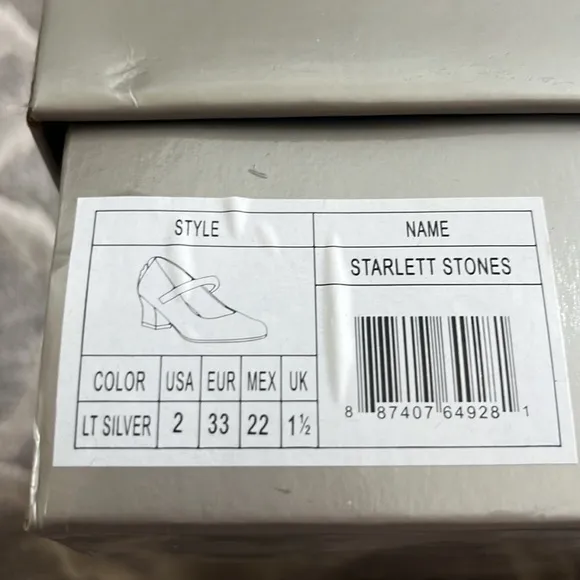 STYLE NAME
STARLETT STONES
COLOR USA EUR MEX UK
LT SILVER 2 33 22 1½
8 87407 64928 1